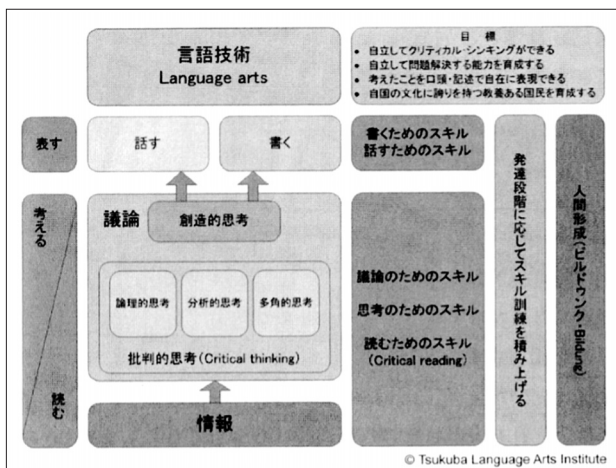 言語技術
Language arts
目 標
• 自立してクリティカル・シンキングができる
• 自立して問題解決する能力を育成する
• 考えたことを口頭・記述で自在に表現できる
• 自国の文化に誇りを持つ教養ある国民を育成する
表す
話す
書く
書くためのスキル
話すためのスキル
考える
読む
議論
創造的思考
論理的思考
分析的思考
多角的思考
批判的思考(Critical thinking)
情報
議論のためのスキル
思考のためのスキル
読むためのスキル
(Critical reading)
発達段階に応じてスキル訓練を積み上げる
人間形成(ビルドゥンク・Bildung)
© Tsukuba Language Arts Institute